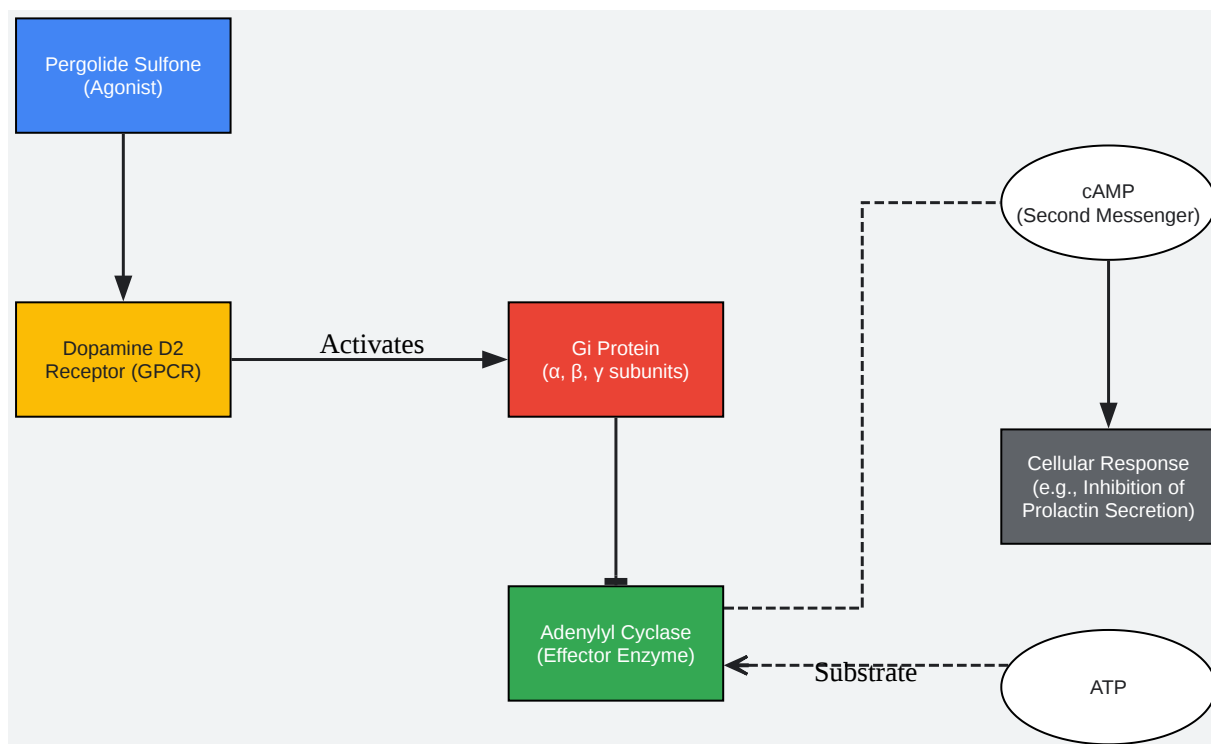 Pergolide Sulfone
(Agonist)
cAMP
(Second Messenger)
Dopamine D2
Receptor (GPCR)
Activates
Gi Protein
(α, β, γ subunits)
Cellular Response
(e.g., Inhibition of
Prolactin Secretion)
Adenylyl Cyclase
(Effector Enzyme)
Substrate
ATP